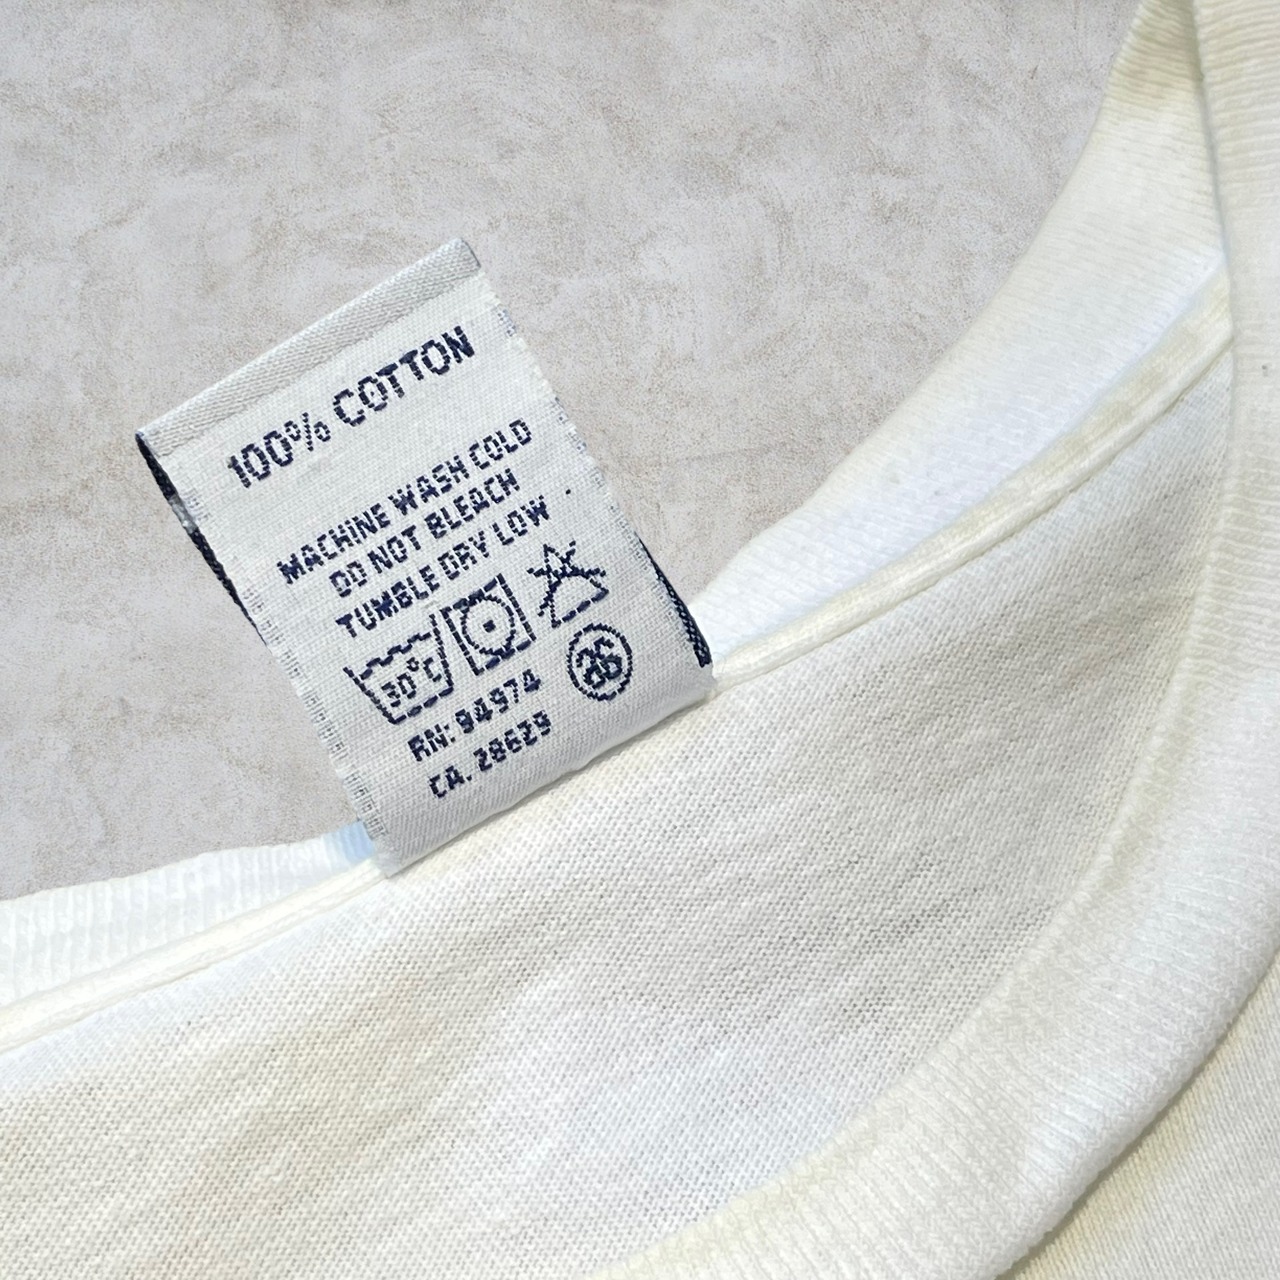 100% COTTON
MACHINE WASH COLD
DO NOT BLEACH
TUMBLE DRY LOW
30°C
RN: 94974
CA. 28629